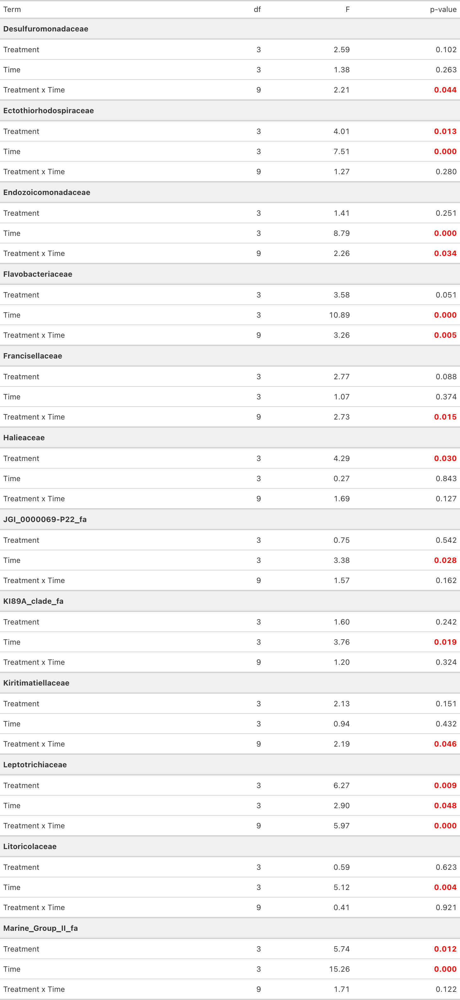 Term df F p-value
Desulfuromonadaceae
Treatment 3 2.59 0.102
Time 3 1.38 0.263
Treatment x Time 9 2.21 0.044
Ectothiorhodospiraceae
Treatment 3 4.01 0.013
Time 3 7.51 0.000
Treatment x Time 9 1.27 0.280
Endozoicomonadaceae
Treatment 3 1.41 0.251
Time 3 8.79 0.000
Treatment x Time 9 2.26 0.034
Flavobacteriaceae
Treatment 3 3.58 0.051
Time 3 10.89 0.000
Treatment x Time 9 3.26 0.005
Francisellaceae
Treatment 3 2.77 0.088
Time 3 1.07 0.374
Treatment x Time 9 2.73 0.015
Halieaceae
Treatment 3 4.29 0.030
Time 3 0.27 0.843
Treatment x Time 9 1.69 0.127
JGI_0000069-P22_fa
Treatment 3 0.75 0.542
Time 3 3.38 0.028
Treatment x Time 9 1.57 0.162
KI89A_clade_fa
Treatment 3 1.60 0.242
Time 3 3.76 0.019
Treatment x Time 9 1.20 0.324
Kiritimatiellaceae
Treatment 3 2.13 0.151
Time 3 0.94 0.432
Treatment x Time 9 2.19 0.046
Leptotrichiaceae
Treatment 3 6.27 0.009
Time 3 2.90 0.048
Treatment x Time 9 5.97 0.000
Litoricolaceae
Treatment 3 0.59 0.623
Time 3 5.12 0.004
Treatment x Time 9 0.41 0.921
Marine_Group_II_fa
Treatment 3 5.74 0.012
Time 3 15.26 0.000
Treatment x Time 9 1.71 0.122